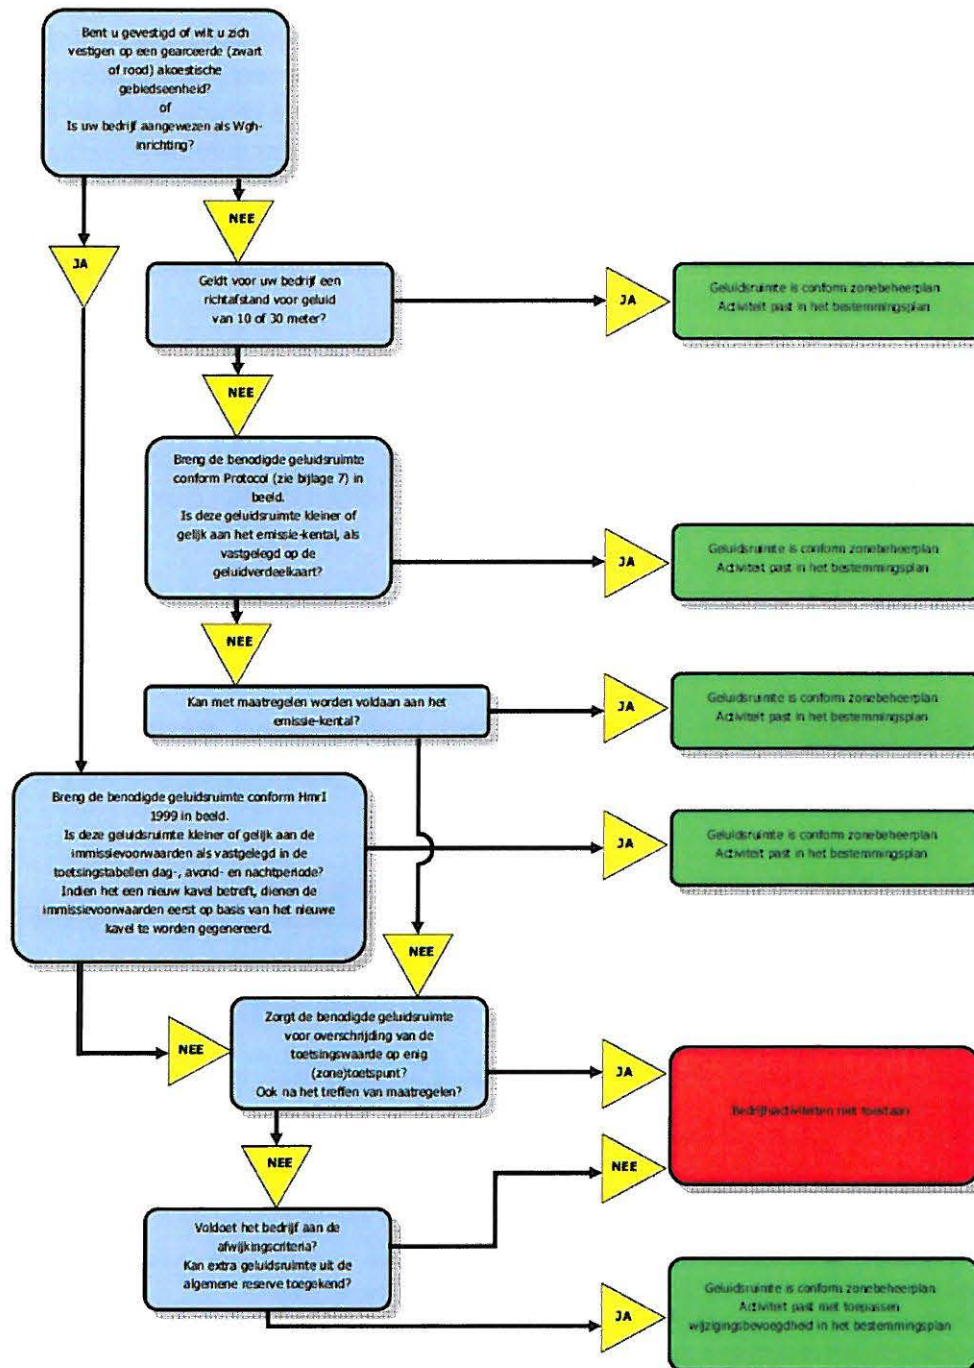 Bent u gevestigd of wilt u zich
vestigen op een gearceerde (zwart
of rood) akoestische
gebiedseenheid?
of
Is uw bedrijf aangewezen als Wgh-
inrichting?
NEE
JA
Geldt voor uw bedrijf een
richtafstand voor geluid
van 10 of 30 meter?
JA
Geluidsruimte is conform zonebeheerplan
Activiteit past in het bestemmingsplan
NEE
Breng de benodigde geluidsruimte
conform Protocol (zie bijlage 7) in
beeld.
Is deze geluidsruimte kleiner of
gelijk aan het emissie-kental, als
vastgelegd op de
geluidverdeelkaart?
JA
Geluidsruimte is conform zonebeheerplan
Activiteit past in het bestemmingsplan
NEE
Kan met maatregelen worden voldaan aan het
emissie-kental?
JA
Geluidsruimte is conform zonebeheerplan
Activiteit past in het bestemmingsplan
Breng de benodigde geluidsruimte conform HmrI
1999 in beeld.
Is deze geluidsruimte kleiner of gelijk aan de
immissievoorwaarden als vastgelegd in de
toetsingstabellen dag-, avond- en nachtperiode?
Indien het een nieuw kavel betreft, dienen de
immissievoorwaarden eerst op basis van het nieuwe
kavel te worden gegenereerd.
JA
Geluidsruimte is conform zonebeheerplan
Activiteit past in het bestemmingsplan
NEE
NEE
Zorgt de benodigde geluidsruimte
voor overschrijding van de
toetsingswaarde op enig
(zone)toetspunt?
Ook na het treffen van maatregelen?
JA
Bedrijfsactiviteiten niet toestaan
NEE
NEE
Voldoet het bedrijf aan de
afwijkingscriteria?
Kan extra geluidsruimte uit de
algemene reserve toegekend?
JA
Geluidsruimte is conform zonebeheerplan
Activiteit past met toepassen
wijzigingsbevoegdheid in het bestemmingsplan